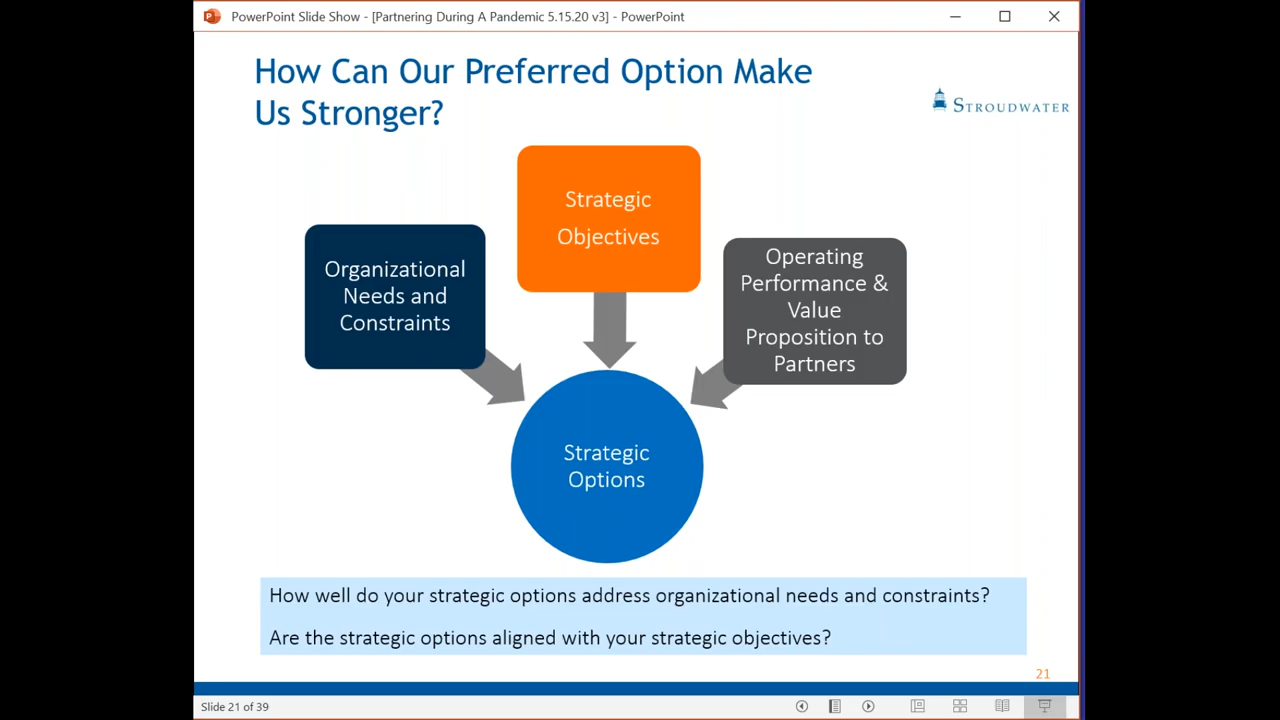 PowerPoint Slide Show - [Partnering During A Pandemic 5.15.20 v3] - PowerPoint
How Can Our Preferred Option Make
Us Stronger?
STROUDWATER
Strategic
Objectives
Organizational
Needs and
Constraints
Operating
Performance &
Value
Proposition to
Partners
Strategic
Options
How well do your strategic options address organizational needs and constraints?
Are the strategic options aligned with your strategic objectives?
21
Slide 21 of 39